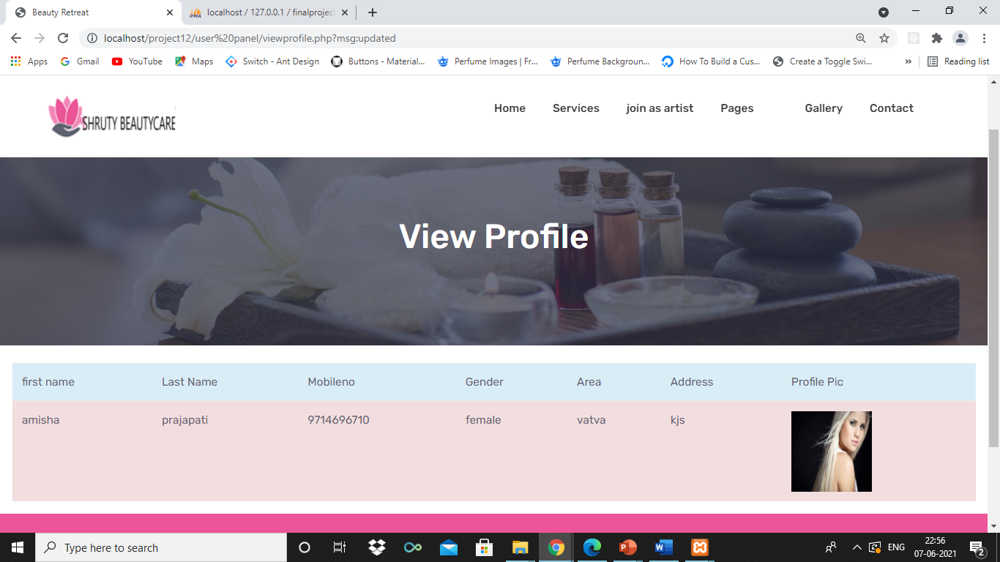 Beauty Retreat
localhost / 127.0.0.1 / finalproject
localhost/project12/user%20panel/viewprofile.php?msg:updated
Apps Gmail YouTube Maps Switch - Ant Design Buttons - Material... Perfume Images | Fr... Perfume Backgroun... How To Build a Cus... Create a Toggle Swi... » Reading list
SHRUTY BEAUTYCARE
Home Services join as artist Pages Gallery Contact
View Profile
first name Last Name Mobileno Gender Area Address Profile Pic
amisha prajapati 9714696710 female vatva kjs
Type here to search
ENG
22:56
07-06-2021
2